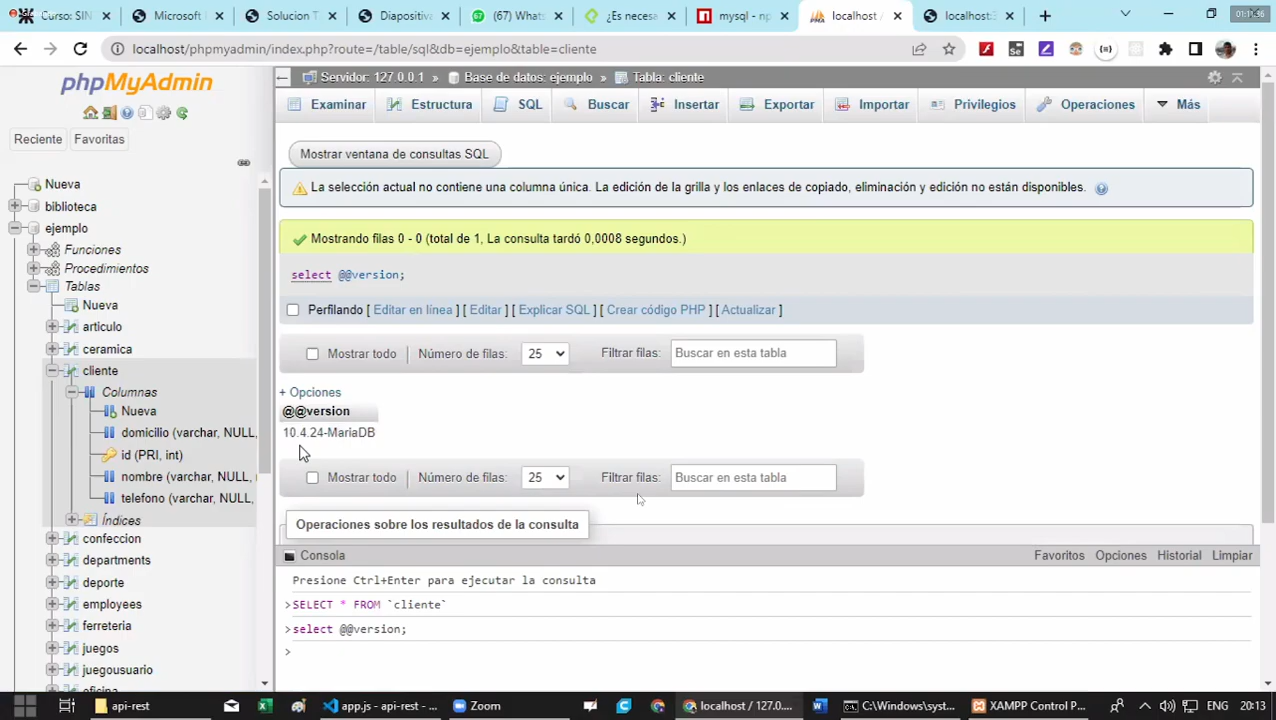 Curso: SIN
Microsoft
Solucion T
Diapositiva
(67) Whats
¿Es necesa
mysql - np
localhost /
localhost:3
01:11:36
localhost/phpmyadmin/index.php?route=/table/sql&db=ejemplo&table=cliente
phpMyAdmin
Reciente
Favoritas
Nueva
biblioteca
ejemplo
Funciones
Procedimientos
Tablas
Nueva
articulo
ceramica
cliente
Columnas
Nueva
domicilio (varchar, NULL,
id (PRI, int)
nombre (varchar, NULL,
telefono (varchar, NULL,
Índices
confeccion
departments
deporte
employees
ferreteria
juegos
juegousuario
oficina
Servidor: 127.0.0.1 » Base de datos: ejemplo » Tabla: cliente
Examinar
Estructura
SQL
Buscar
Insertar
Exportar
Importar
Privilegios
Operaciones
Más
Mostrar ventana de consultas SQL
La selección actual no contiene una columna única. La edición de la grilla y los enlaces de copiado, eliminación y edición no están disponibles.
Mostrando filas 0 - 0 (total de 1, La consulta tardó 0,0008 segundos.)
select @@version;
Perfilando [ Editar en línea ] [ Editar ] [ Explicar SQL ] [ Crear código PHP ] [ Actualizar ]
Mostrar todo | Número de filas: 25 Filtrar filas: Buscar en esta tabla
+ Opciones
@@version
10.4.24-MariaDB
Mostrar todo | Número de filas: 25 Filtrar filas: Buscar en esta tabla
Operaciones sobre los resultados de la consulta
Consola
Favoritos Opciones Historial Limpiar
Presione Ctrl+Enter para ejecutar la consulta
>SELECT * FROM `cliente`
>select @@version;
>
api-rest
app.js - api-rest - ...
Zoom
localhost / 127.0....
C:\Windows\syst...
XAMPP Control P...
ENG
20:13